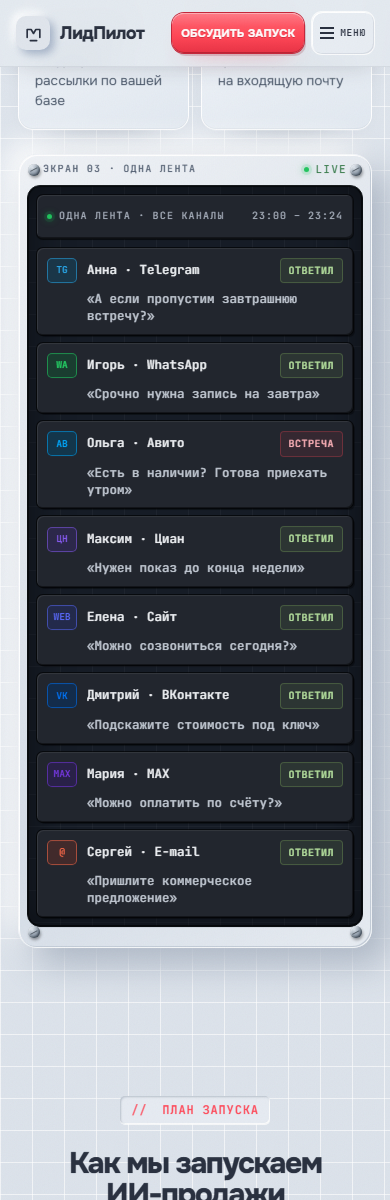 ЛидПилот
ОБСУДИТЬ ЗАПУСК
МЕНЮ
рассылки по вашей
базе
на входящую почту
ЭКРАН 03 · ОДНА ЛЕНТА
LIVE
ОДНА ЛЕНТА · ВСЕ КАНАЛЫ
23:00 – 23:24
TG
Анна · Telegram
ОТВЕТИЛ
«А если пропустим завтрашнюю
встречу?»
WA
Игорь · WhatsApp
ОТВЕТИЛ
«Срочно нужна запись на завтра»
АВ
Ольга · Авито
ВСТРЕЧА
«Есть в наличии? Готова приехать
утром»
ЦН
Максим · Циан
ОТВЕТИЛ
«Нужен показ до конца недели»
WEB
Елена · Сайт
ОТВЕТИЛ
«Можно созвониться сегодня?»
VK
Дмитрий · ВКонтакте
ОТВЕТИЛ
«Подскажите стоимость под ключ»
MAX
Мария · MAX
ОТВЕТИЛ
«Можно оплатить по счёту?»
@
Сергей · E-mail
ОТВЕТИЛ
«Пришлите коммерческое
предложение»
// ПЛАН ЗАПУСКА
Как мы запускаем
ИИ-продажи